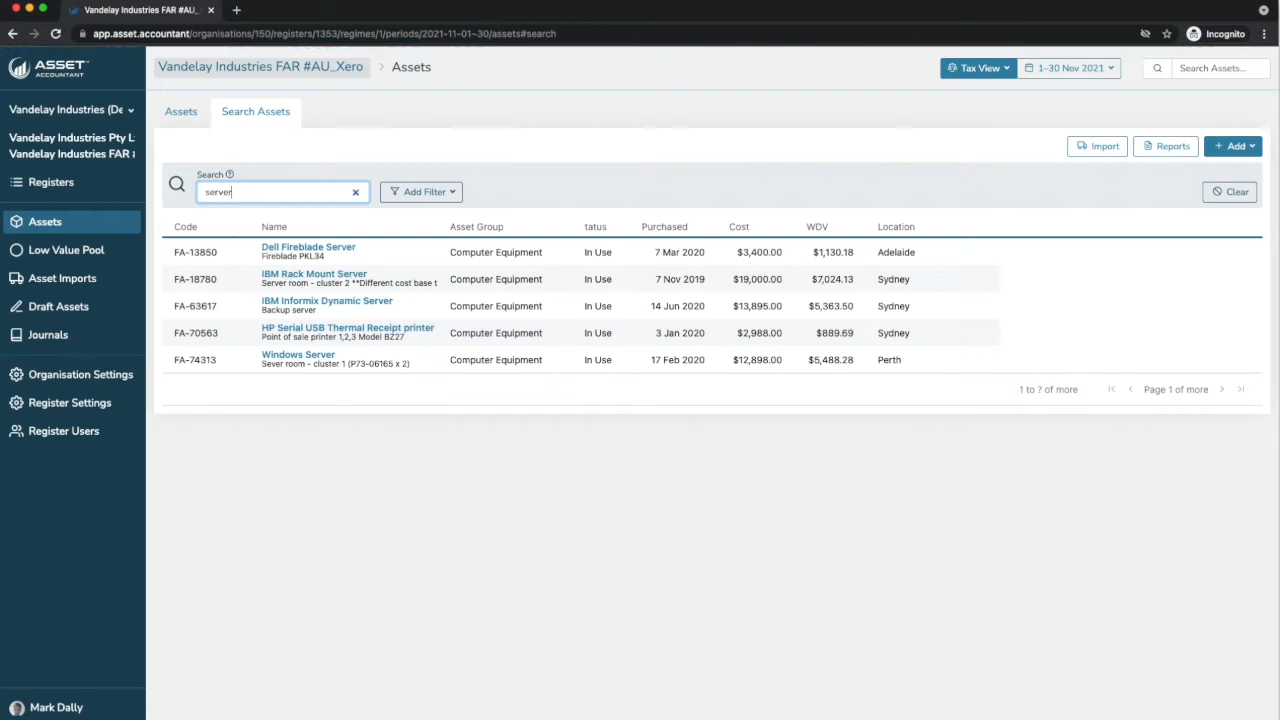 Vandelay Industries FAR #AU_
app.asset.accountant/organisations/150/registers/1353/regimes/1/periods/2021-11-01~30/assets#search
Incognito
ASSET™
ACCOUNTANT
Vandelay Industries (De
Vandelay Industries Pty L
Vandelay Industries FAR
Registers
Assets
Low Value Pool
Asset Imports
Draft Assets
Journals
Organisation Settings
Register Settings
Register Users
Mark Dally
Vandelay Industries FAR #AU_Xero > Assets
Tax View
1–30 Nov 2021
Search Assets...
Assets
Search Assets
Import
Reports
+ Add
Search
server
Add Filter
Clear
Code Name Asset Group tatus Purchased Cost WDV Location
FA-13850 Dell Fireblade Server Computer Equipment In Use 7 Mar 2020 $3,400.00 $1,130.18 Adelaide
Fireblade PKL34
FA-18780 IBM Rack Mount Server Computer Equipment In Use 7 Nov 2019 $19,000.00 $7,024.13 Sydney
Server room - cluster 2 **Different cost base t
FA-63617 IBM Informix Dynamic Server Computer Equipment In Use 14 Jun 2020 $13,895.00 $5,363.50 Sydney
Backup server
FA-70563 HP Serial USB Thermal Receipt printer Computer Equipment In Use 3 Jan 2020 $2,988.00 $889.69 Sydney
Point of sale printer 1,2,3 Model BZ27
FA-74313 Windows Server Computer Equipment In Use 17 Feb 2020 $12,898.00 $5,488.28 Perth
Sever room - cluster 1 (P73-06165 x 2)
1 to ? of more
Page 1 of more